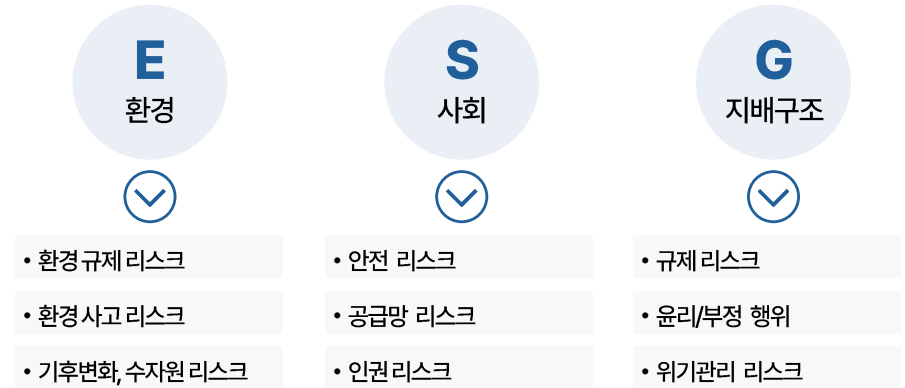 E
환경
• 환경 규제 리스크
• 환경 사고 리스크
• 기후변화, 수자원 리스크
S
사회
• 안전 리스크
• 공급망 리스크
• 인권 리스크
G
지배구조
• 규제 리스크
• 윤리/부정 행위
• 위기관리 리스크